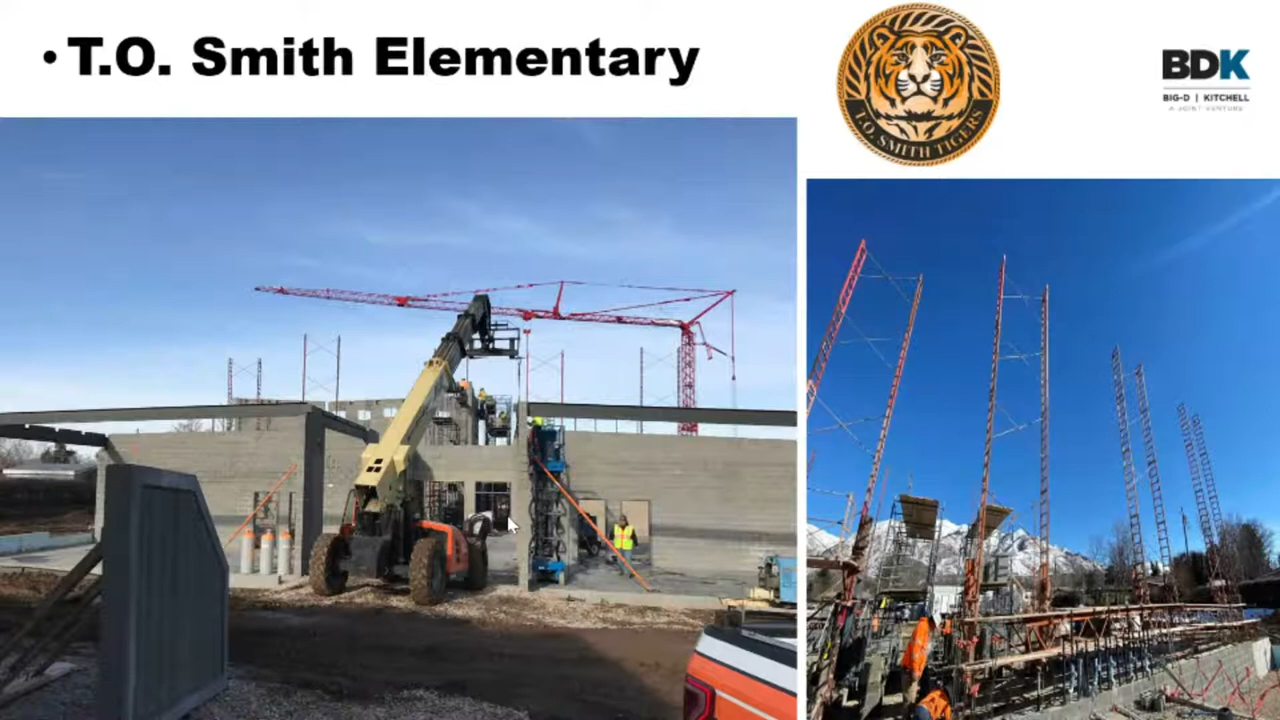 • T.O. Smith Elementary
T.O. SMITH TIGERS
BDK
BIG-D | KITCHELL
A JOINT VENTURE